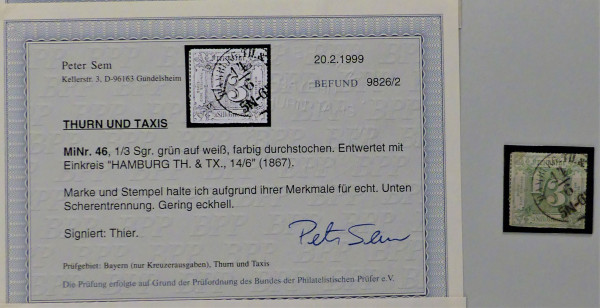 Peter Sem
20.2.1999
Kellerstr. 3, D-96163 Gundelsheim
BEFUND 9826/2
THURN UND TAXIS
MiNr. 46, 1/3 Sgr. grün auf weiß, farbig durchstochen. Entwertet mit
Einkreis "HAMBURG TH. & TX., 14/6" (1867).
Marke und Stempel halte ich aufgrund ihrer Merkmale für echt. Unten
Scherentrennung. Gering eckhell.
Signiert: Thier.
Peter Sem
Prüfgebiet: Bayern (nur Kreuzerausgaben), Thurn und Taxis
Die Prüfung erfolgte auf Grund der Prüfordnung des Bundes der Philatelistischen Prüfer e.V.